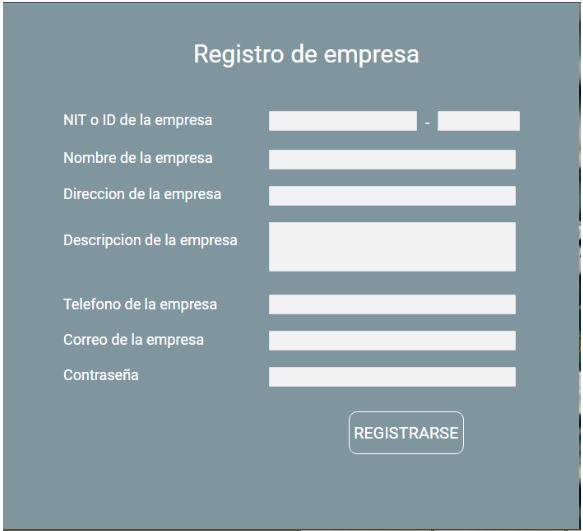 Registro de empresa
NIT o ID de la empresa -
Nombre de la empresa
Direccion de la empresa
Descripcion de la empresa
Telefono de la empresa
Correo de la empresa
Contraseña
REGISTRARSE